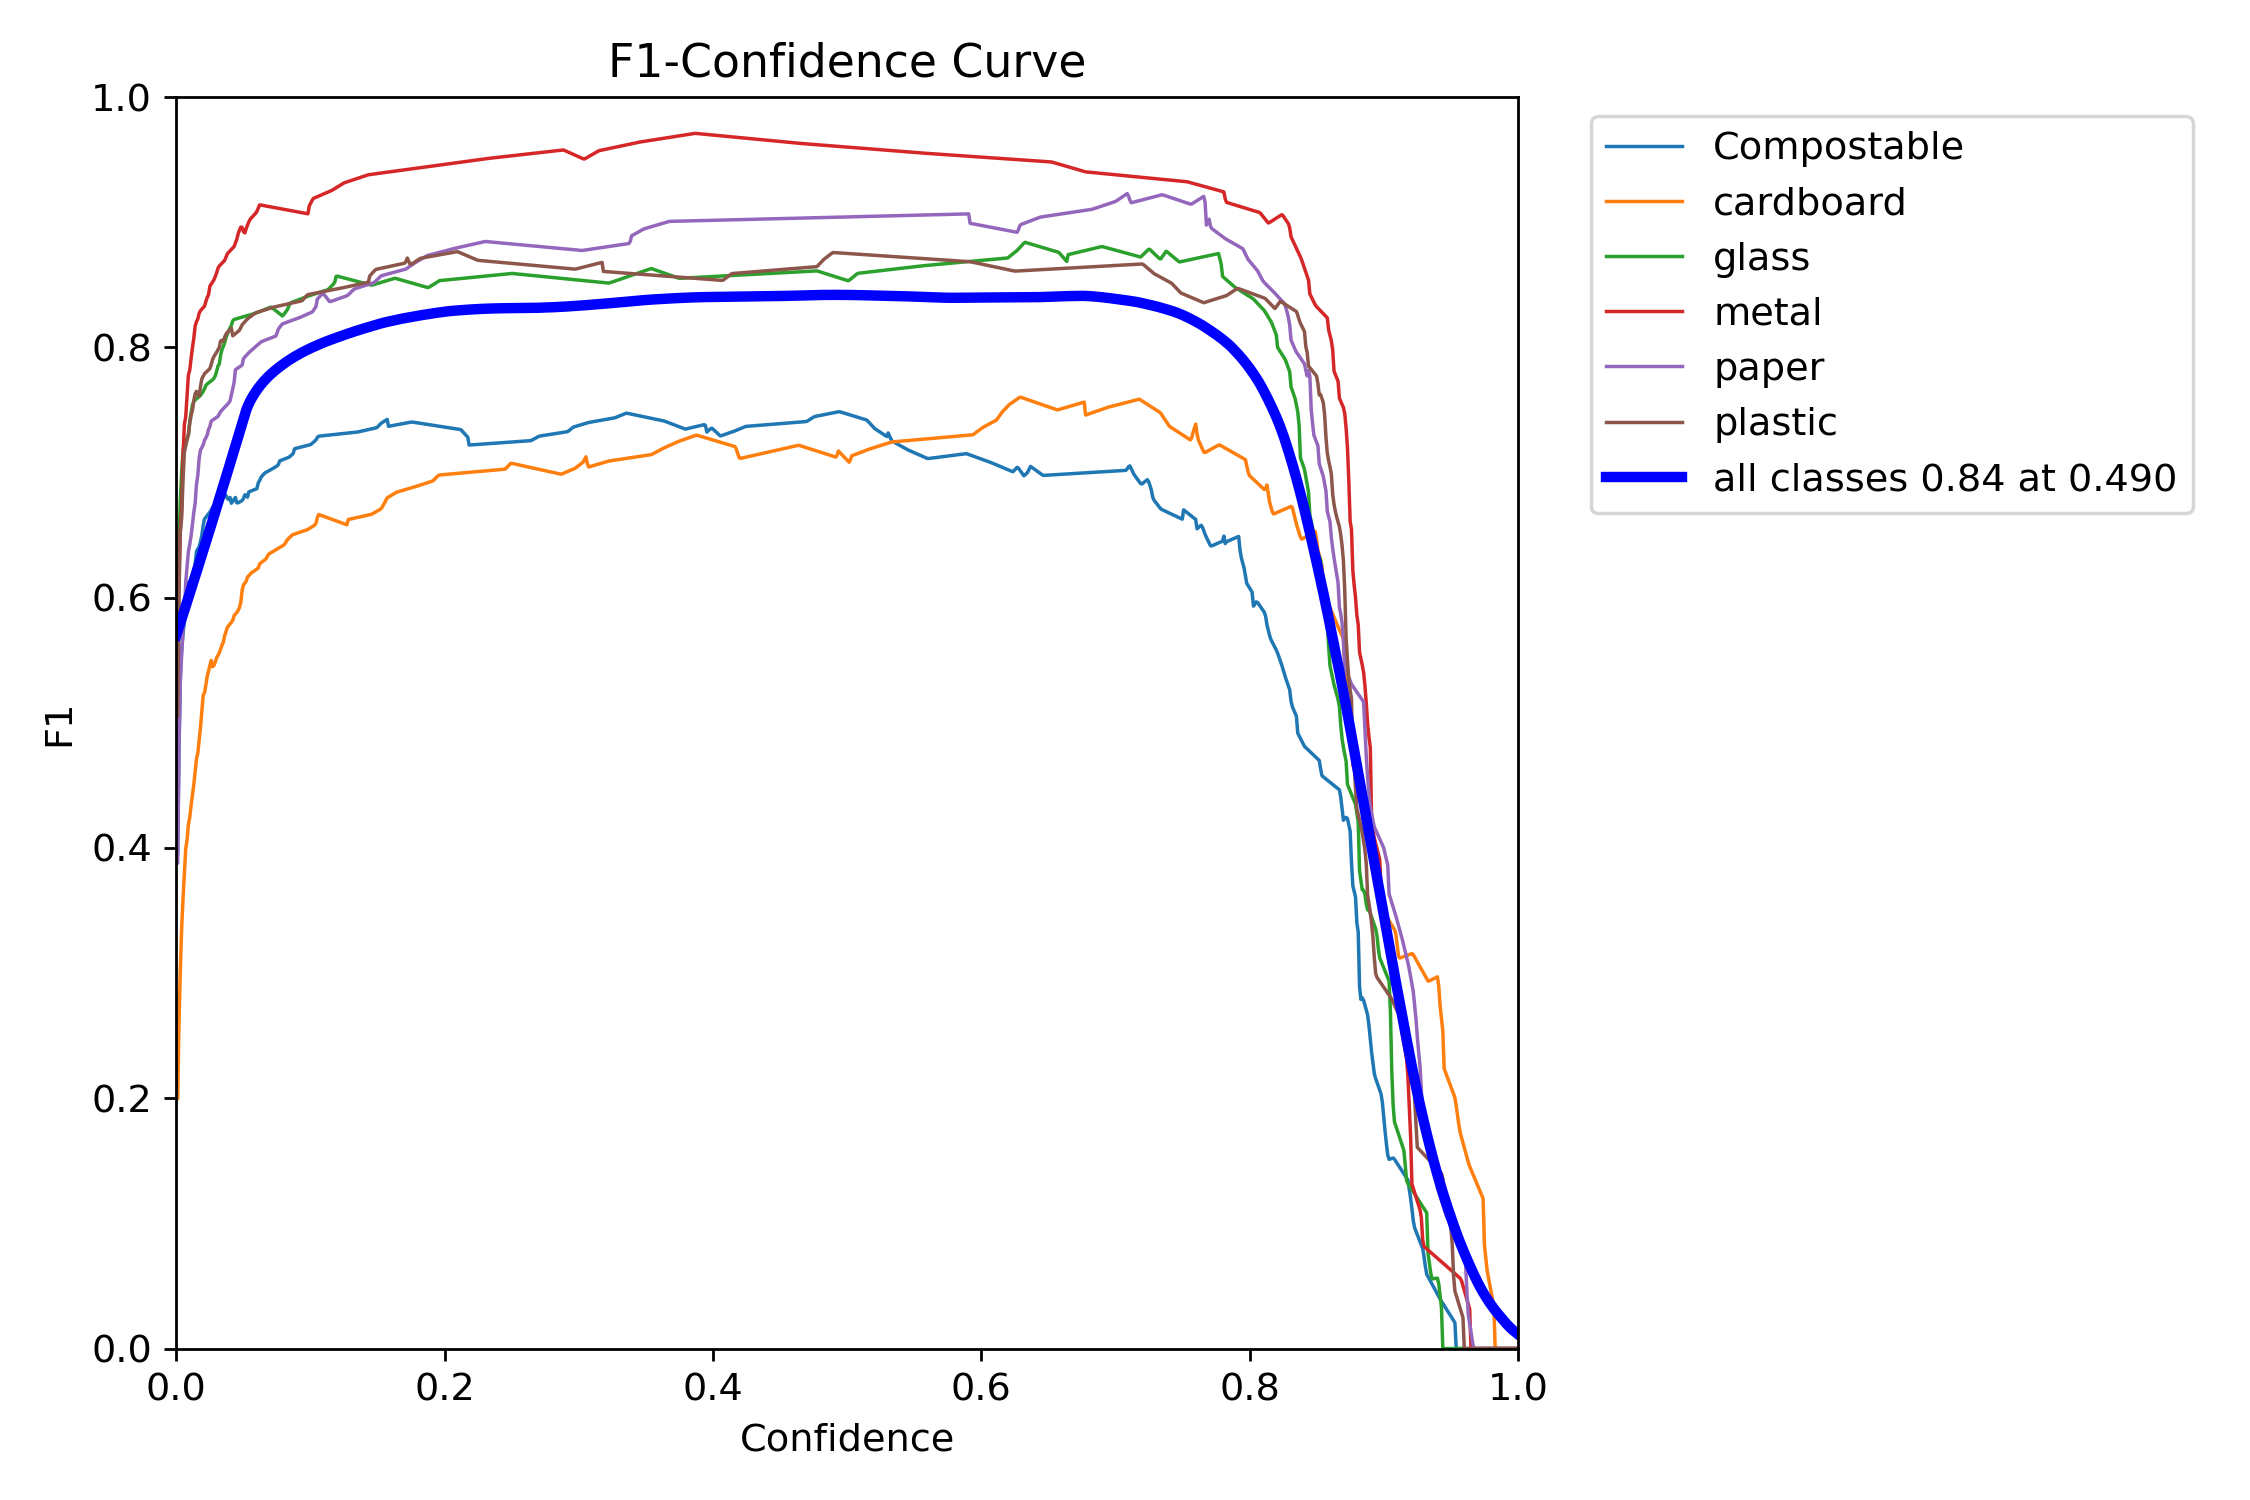 F1-Confidence Curve
1.0
0.8
0.6
0.4
0.2
0.0
F1
0.0 0.2 0.4 0.6 0.8 1.0
Confidence
Compostable
cardboard
glass
metal
paper
plastic
all classes 0.84 at 0.490